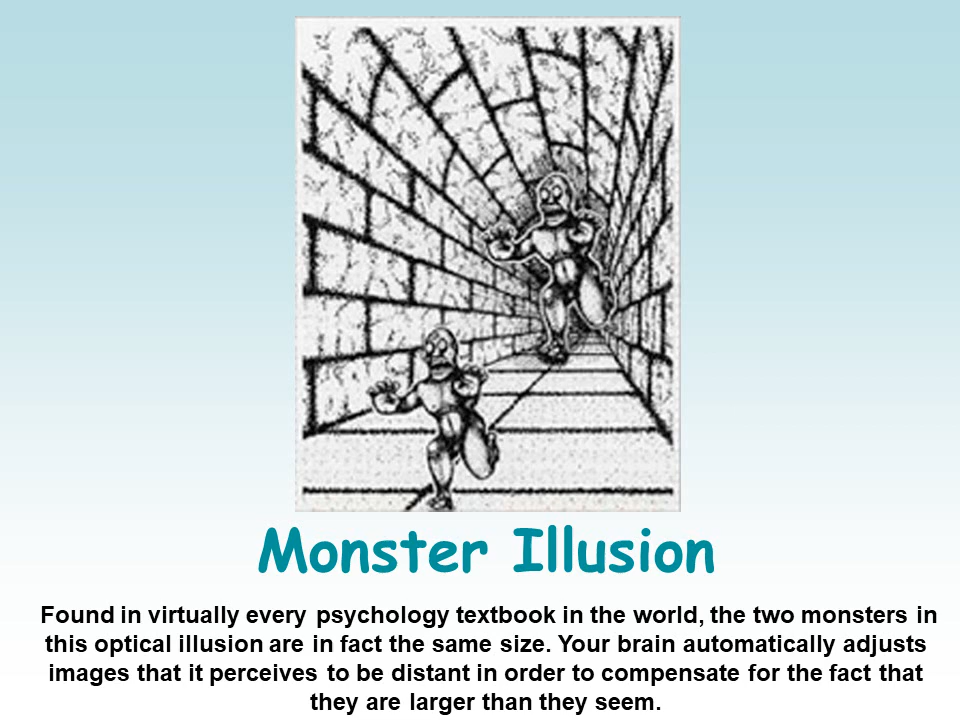 Monster Illusion
Found in virtually every psychology textbook in the world, the two monsters in
this optical illusion are in fact the same size. Your brain automatically adjusts
images that it perceives to be distant in order to compensate for the fact that
they are larger than they seem.